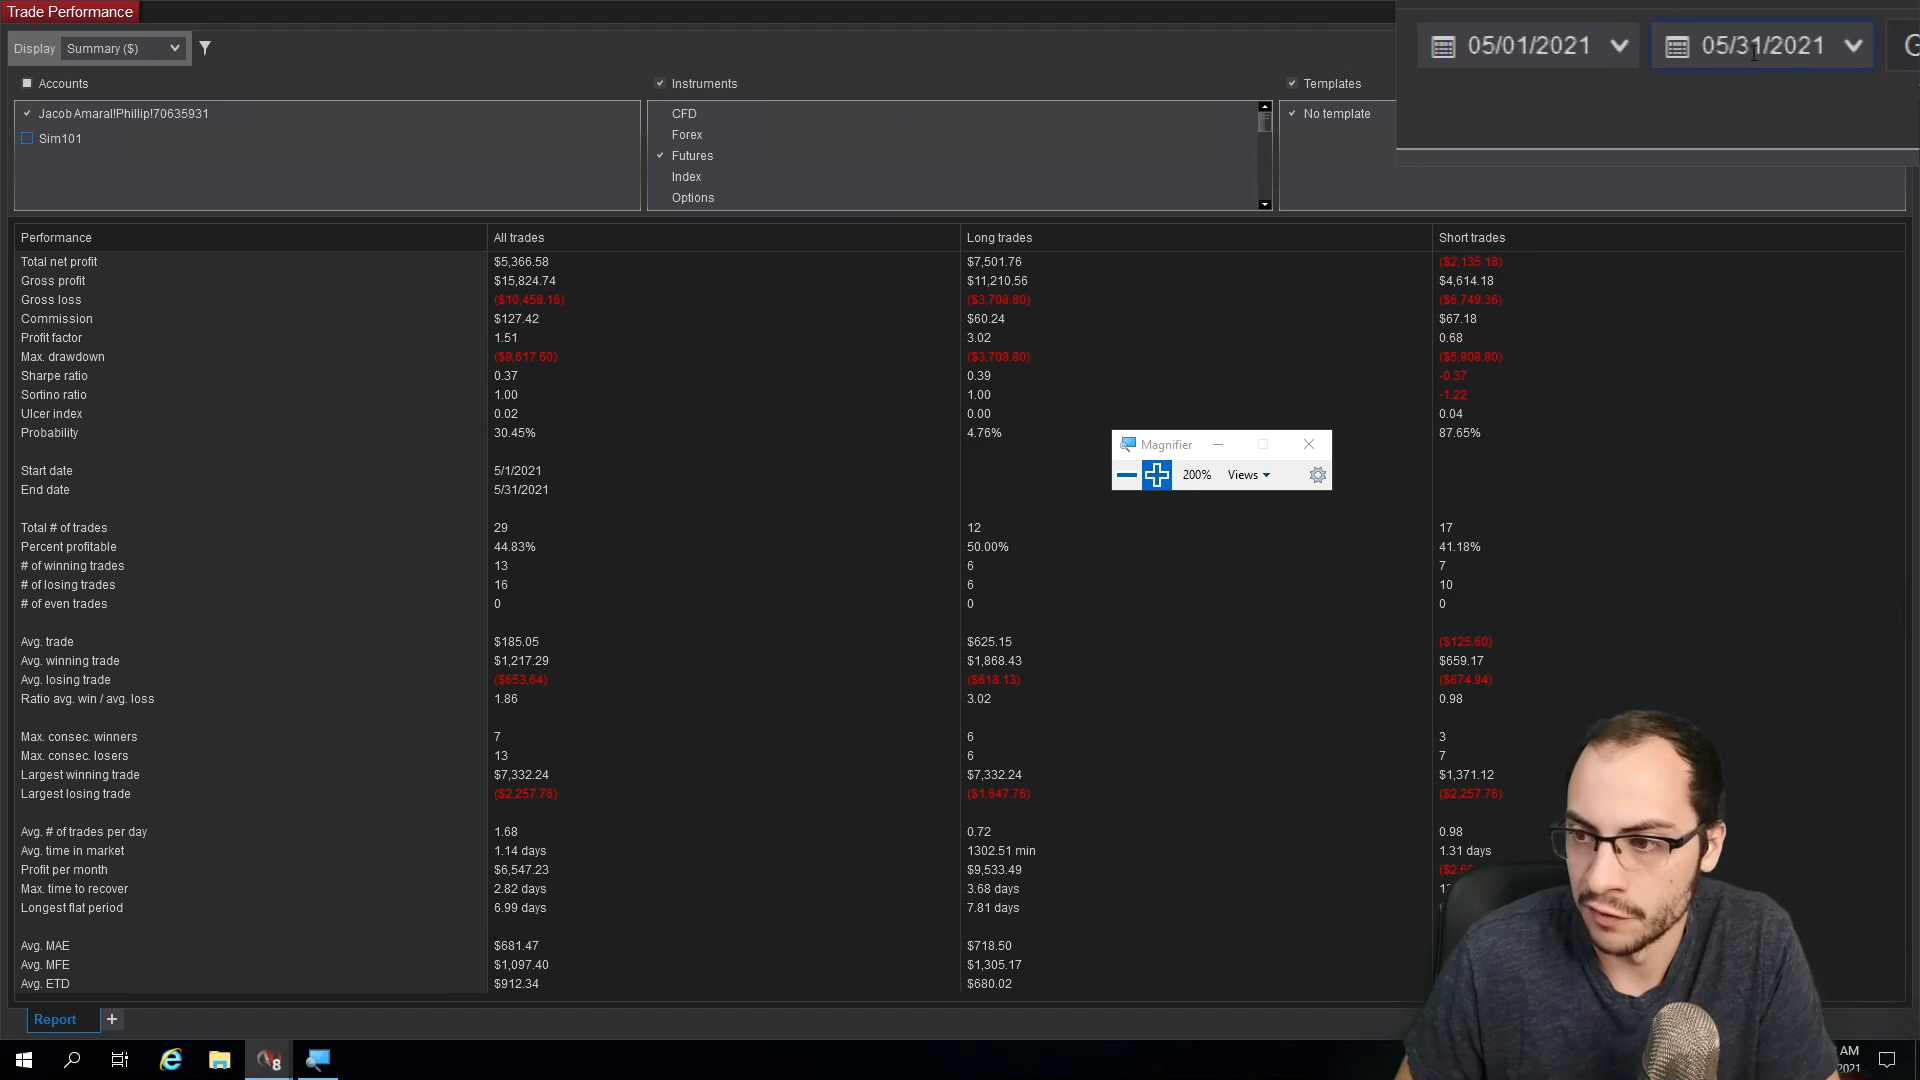 Trade Performance
Display Summary ($)
05/01/2021 05/31/2021
Accounts Instruments Templates
Jacob Amaral!Phillip!70635931 CFD No template
Sim101 Forex
Futures
Index
Options
Performance All trades Long trades Short trades
Total net profit $5,366.58 $7,501.76 ($2,135.18)
Gross profit $15,824.74 $11,210.56 $4,614.18
Gross loss ($10,458.16) ($3,708.80) ($6,749.36)
Commission $127.42 $60.24 $67.18
Profit factor 1.51 3.02 0.68
Max. drawdown ($9,617.60) ($3,708.80) ($5,908.80)
Sharpe ratio 0.37 0.39 -0.37
Sortino ratio 1.00 1.00 -1.22
Ulcer index 0.02 0.00 0.04
Probability 30.45% 4.76% 87.65%
Magnifier
200% Views
Start date 5/1/2021
End date 5/31/2021
Total # of trades 29 12 17
Percent profitable 44.83% 50.00% 41.18%
# of winning trades 13 6 7
# of losing trades 16 6 10
# of even trades 0 0 0
Avg. trade $185.05 $625.15 ($125.60)
Avg. winning trade $1,217.29 $1,868.43 $659.17
Avg. losing trade ($653.64) ($618.13) ($674.94)
Ratio avg. win / avg. loss 1.86 3.02 0.98
Max. consec. winners 7 6 3
Max. consec. losers 13 6 7
Largest winning trade $7,332.24 $7,332.24 $1,371.12
Largest losing trade ($2,257.76) ($1,647.76) ($2,257.76)
Avg. # of trades per day 1.68 0.72 0.98
Avg. time in market 1.14 days 1302.51 min 1.31 days
Profit per month $6,547.23 $9,533.49
Max. time to recover 2.82 days 3.68 days
Longest flat period 6.99 days 7.81 days
Avg. MAE $681.47 $718.50
Avg. MFE $1,097.40 $1,305.17
Avg. ETD $912.34 $680.02
Report +
8
AM
2021